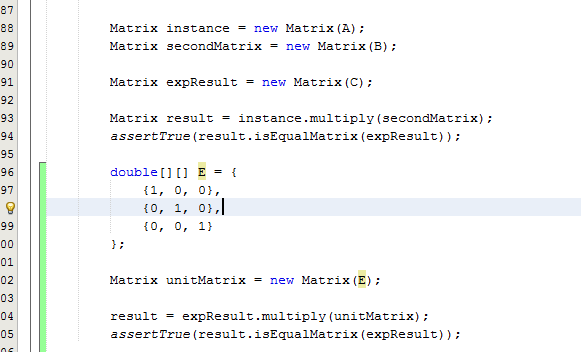 87
88 Matrix instance = new Matrix(A);
89 Matrix secondMatrix = new Matrix(B);
90
91 Matrix expResult = new Matrix(C);
92
93 Matrix result = instance.multiply(secondMatrix);
94 assertTrue(result.isEqualMatrix(expResult));
95
96 double[][] E = {
97 {1, 0, 0},
{0, 1, 0},
99 {0, 0, 1}
00 };
01
02 Matrix unitMatrix = new Matrix(E);
03
04 result = expResult.multiply(unitMatrix);
05 assertTrue(result.isEqualMatrix(expResult));